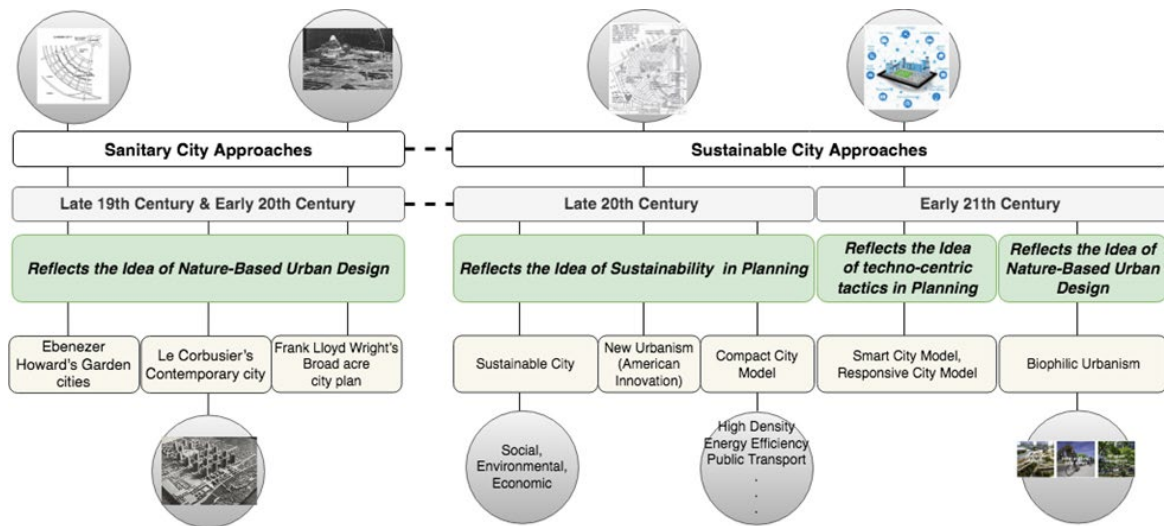 Sanitary City Approaches
Sustainable City Approaches
Late 19th Century & Early 20th Century
Late 20th Century
Early 21th Century
Reflects the Idea of Nature-Based Urban Design
Reflects the Idea of Sustainability in Planning
Reflects the Idea
of techno-centric
tactics in Planning
Reflects the Idea of
Nature-Based Urban
Design
Ebenezer
Howard's Garden
cities
Le Corbusier's
Contemporary city
Frank Lloyd Wright's
Broad acre
city plan
Sustainable City
New Urbanism
(American
Innovation)
Compact City
Model
Smart City Model,
Responsive City Model
Biophilic Urbanism
Social,
Environmental,
Economic
High Density
Energy Efficiency
Public Transport
.
.
.